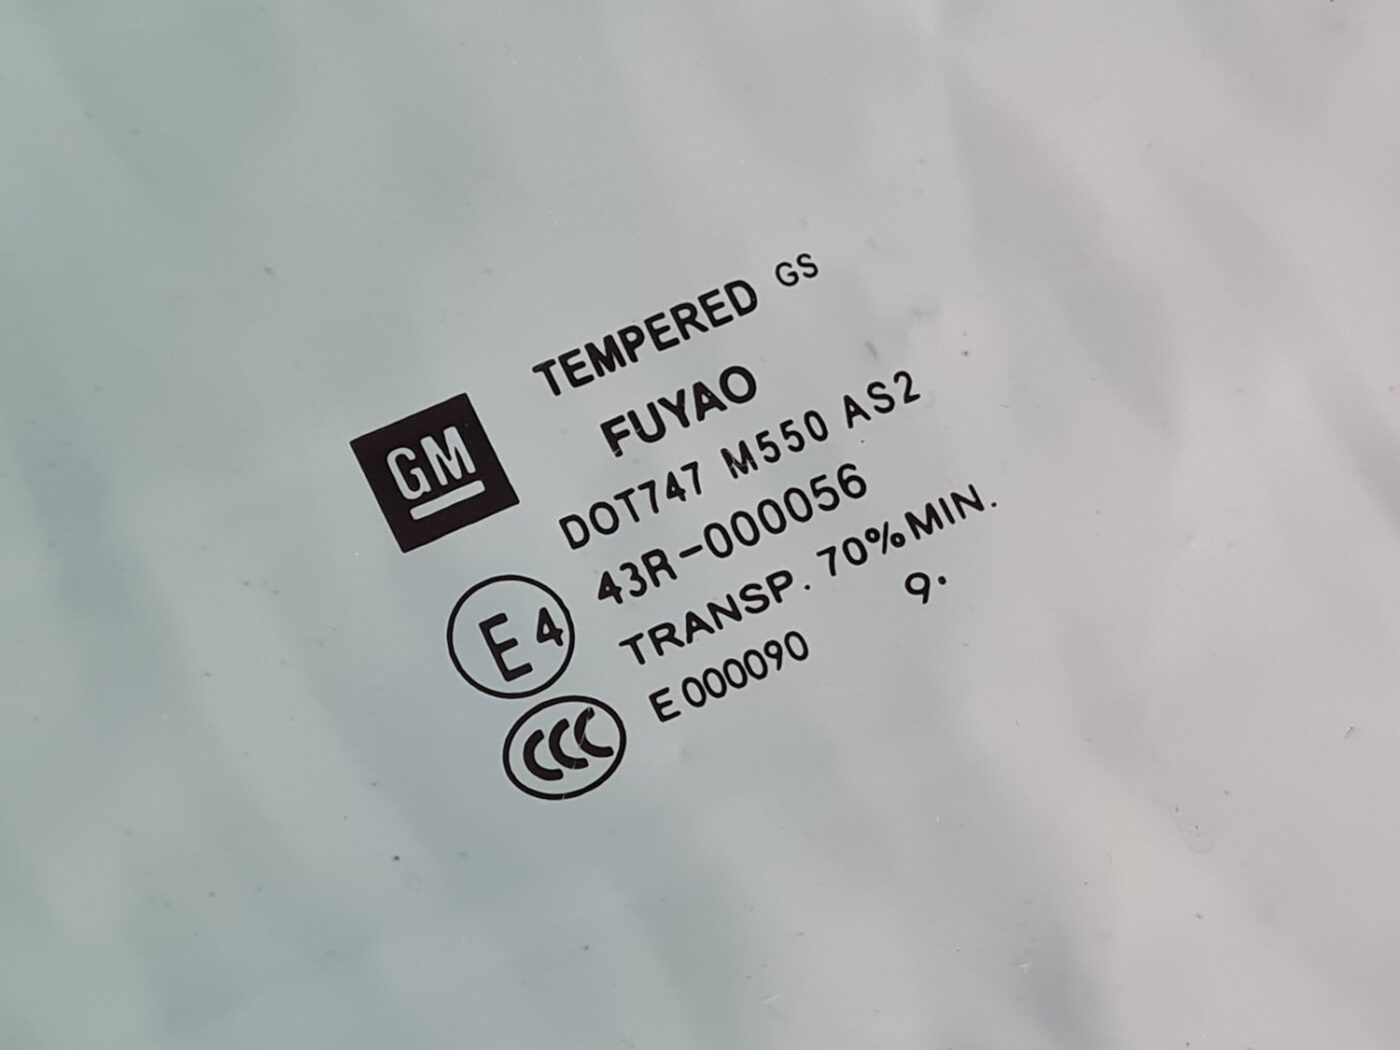 TEMPERED GS
FUYAO
GM
DOT747 M550 AS2
43R-000056
E4
TRANSP. 70%MIN.
E000090 9.
CCC